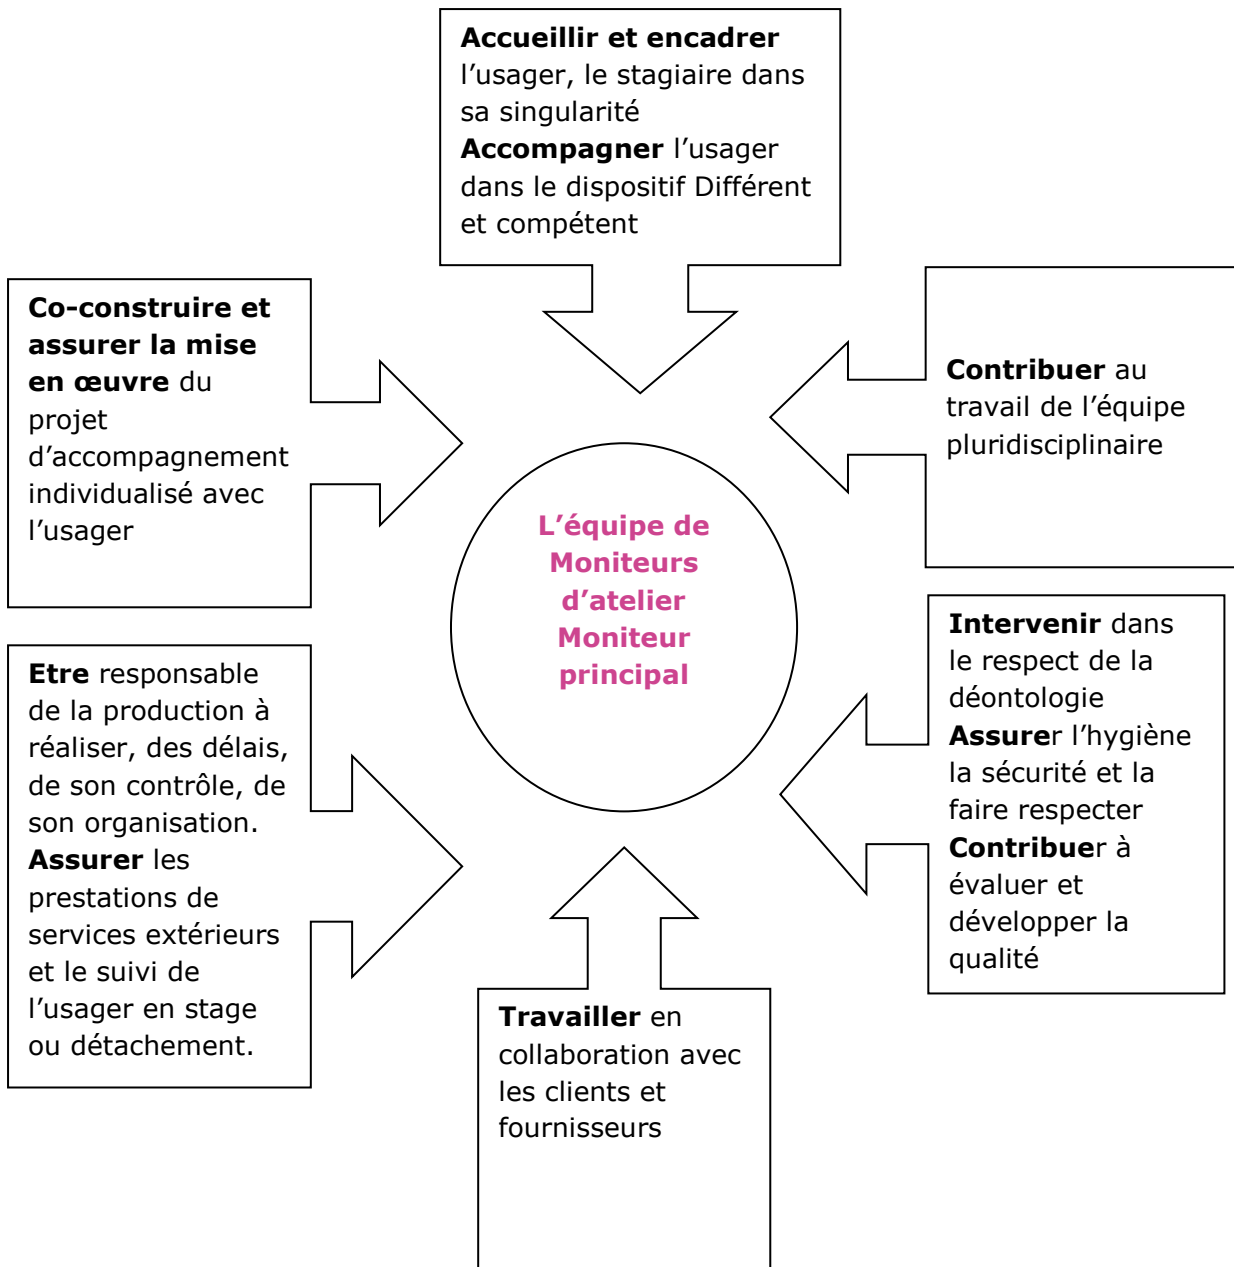 Accueillir et encadrer
l’usager, le stagiaire dans
sa singularité
Accompagner l’usager
dans le dispositif Différent
et compétent
Co-construire et
assurer la mise
en œuvre du
projet
d’accompagnement
individualisé avec
l’usager
Contribuer au
travail de l’équipe
pluridisciplinaire
L’équipe de
Moniteurs
d’atelier
Moniteur
principal
Etre responsable
de la production à
réaliser, des délais,
de son contrôle, de
son organisation.
Assurer les
prestations de
services extérieurs
et le suivi de
l’usager en stage
ou détachement.
Intervenir dans
le respect de la
déontologie
Assurer l’hygiène
la sécurité et la
faire respecter
Contribuer à
évaluer et
développer la
qualité
Travailler en
collaboration avec
les clients et
fournisseurs